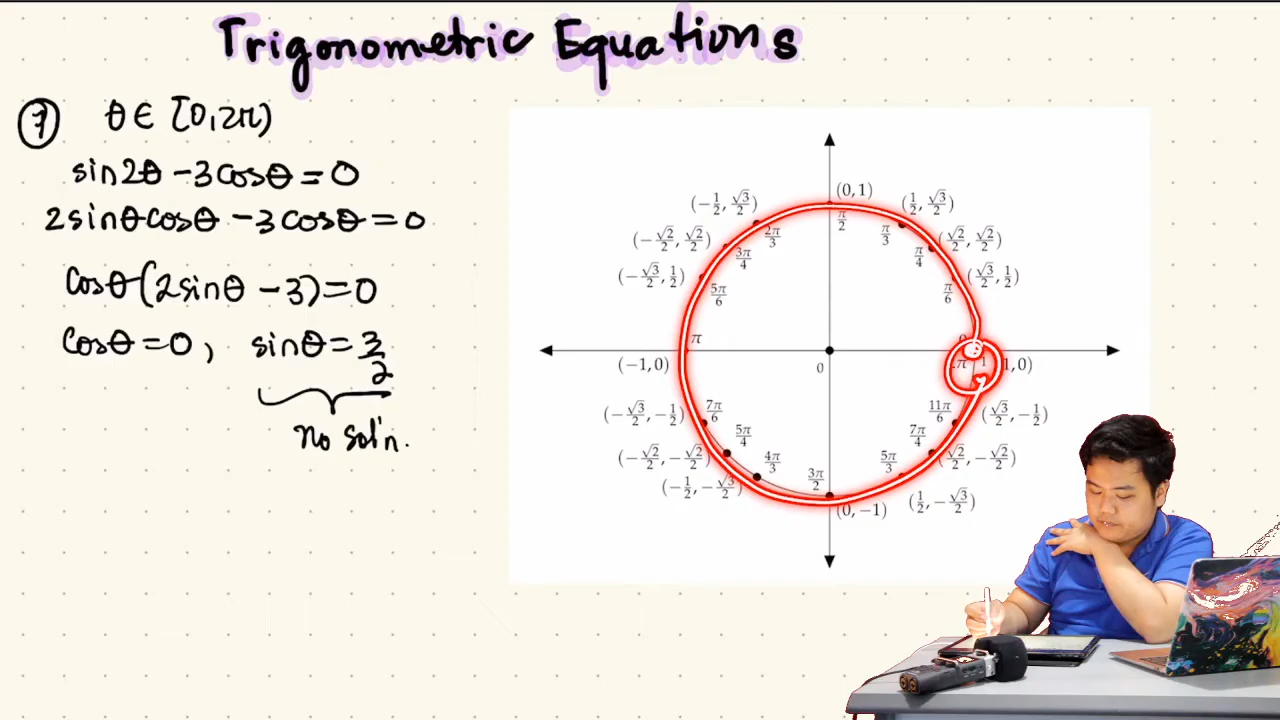 Trigonometric Equations
7 θ ∈ [0, 2π)
sin2θ - 3cosθ = 0
2sinθcosθ - 3cosθ = 0
cosθ(2sinθ - 3) = 0
cosθ = 0, sinθ = 3/2
no sol'n.
(0, 1)
π/2
(-1/2, √3/2)
2π/3
(1/2, √3/2)
π/3
(-√2/2, √2/2)
3π/4
(√2/2, √2/2)
π/4
(-√3/2, 1/2)
5π/6
(√3/2, 1/2)
π/6
π
(-1, 0)
0
1
1, 0)
(-√3/2, -1/2)
7π/6
11π/6
(√3/2, -1/2)
(-√2/2, -√2/2)
5π/4
7π/4
(√2/2, -√2/2)
(-1/2, -√3/2)
4π/3
3π/2
5π/3
(1/2, -√3/2)
(0, -1)